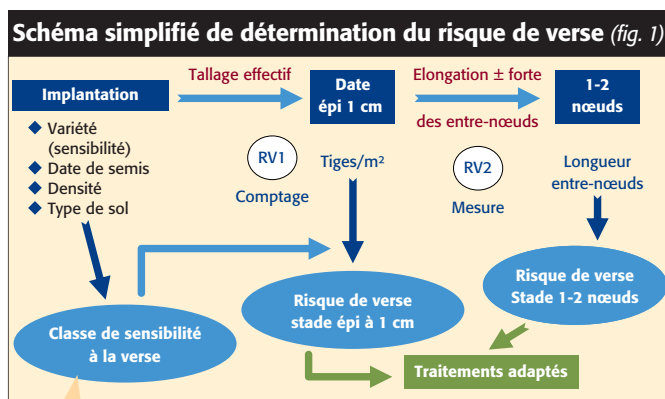 Schéma simplifié de détermination du risque de verse (fig. 1)
Implantation
Tallage effectif
Date
épi 1 cm
Elongation ± forte
des entre-nœuds
1-2
nœuds
◆ Variété
(sensibilité)
◆ Date de semis
◆ Densité
◆ Type de sol
RV1
Comptage
Tiges/m²
RV2
Mesure
Longueur
entre-nœuds
Classe de sensibilité
à la verse
Risque de verse
stade épi à 1 cm
Risque de verse
Stade 1-2 nœuds
Traitements adaptés